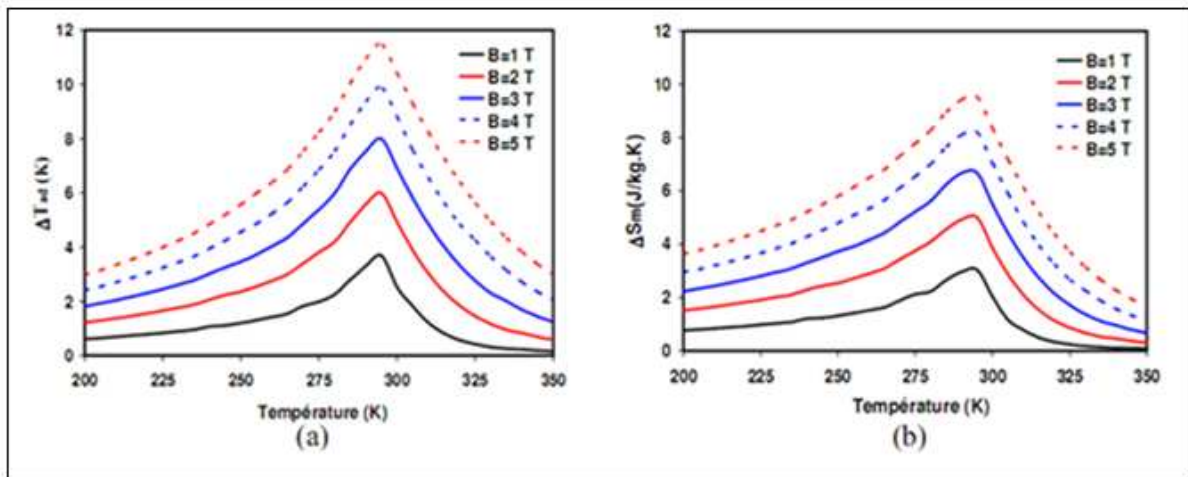 12
10
8
6
4
2
0
200
225
250
275
300
325
350
ΔTad (K)
Température (K)
B=1 T
B=2 T
B=3 T
B=4 T
B=5 T
(a)
12
10
8
6
4
2
0
200
225
250
275
300
325
350
ΔSm(J/kg.K)
Température (K)
B=1 T
B=2 T
B=3 T
B=4 T
B=5 T
(b)